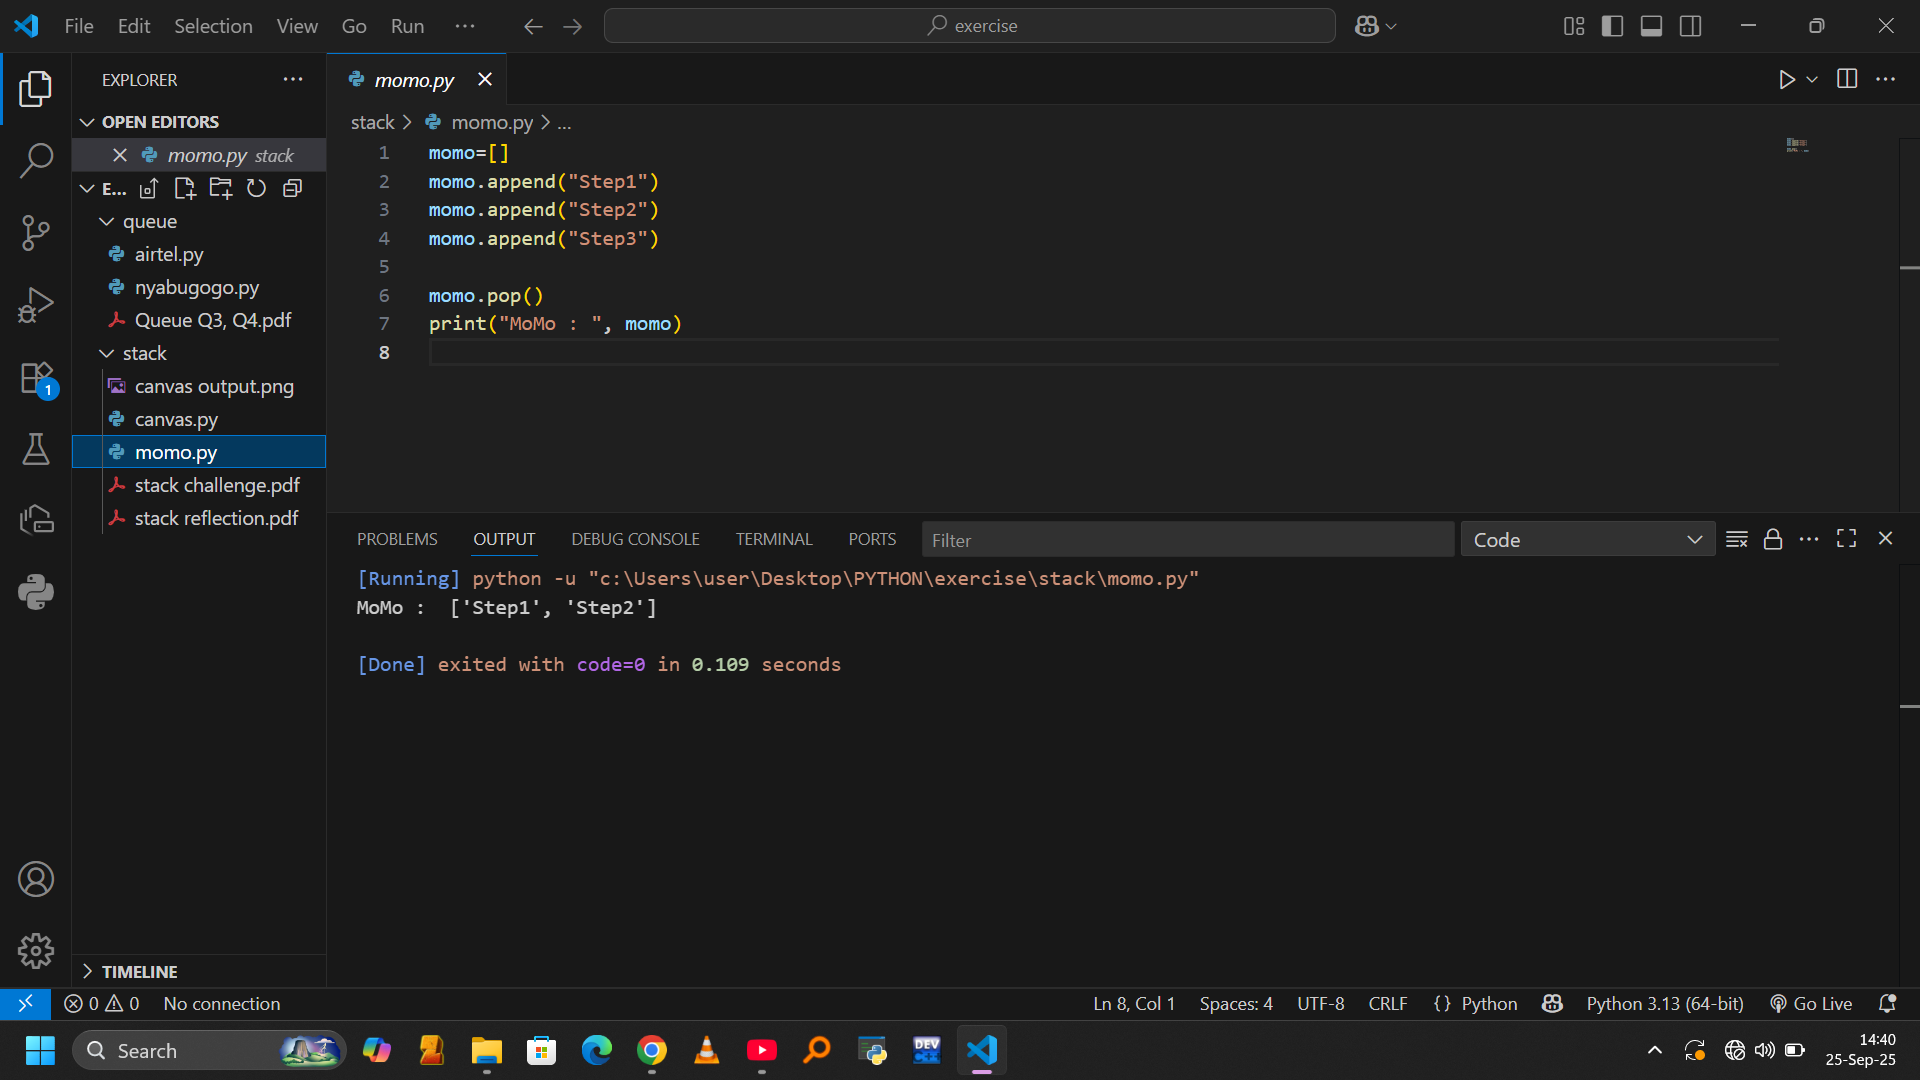 File Edit Selection View Go Run ···
exercise
EXPLORER
OPEN EDITORS
momo.py stack
E...
queue
airtel.py
nyabugogo.py
Queue Q3, Q4.pdf
stack
canvas output.png
canvas.py
momo.py
stack challenge.pdf
stack reflection.pdf
TIMELINE
1
momo.py
stack > momo.py > ...
1 momo=[]
2 momo.append("Step1")
3 momo.append("Step2")
4 momo.append("Step3")
5
6 momo.pop()
7 print("MoMo : ", momo)
8
PROBLEMS OUTPUT DEBUG CONSOLE TERMINAL PORTS Filter Code
[Running] python -u "c:\Users\user\Desktop\PYTHON\exercise\stack\momo.py"
MoMo :  ['Step1', 'Step2']
[Done] exited with code=0 in 0.109 seconds
0 0 No connection Ln 8, Col 1 Spaces: 4 UTF-8 CRLF {} Python Python 3.13 (64-bit) Go Live
Search
DEV
14:40
25-Sep-25